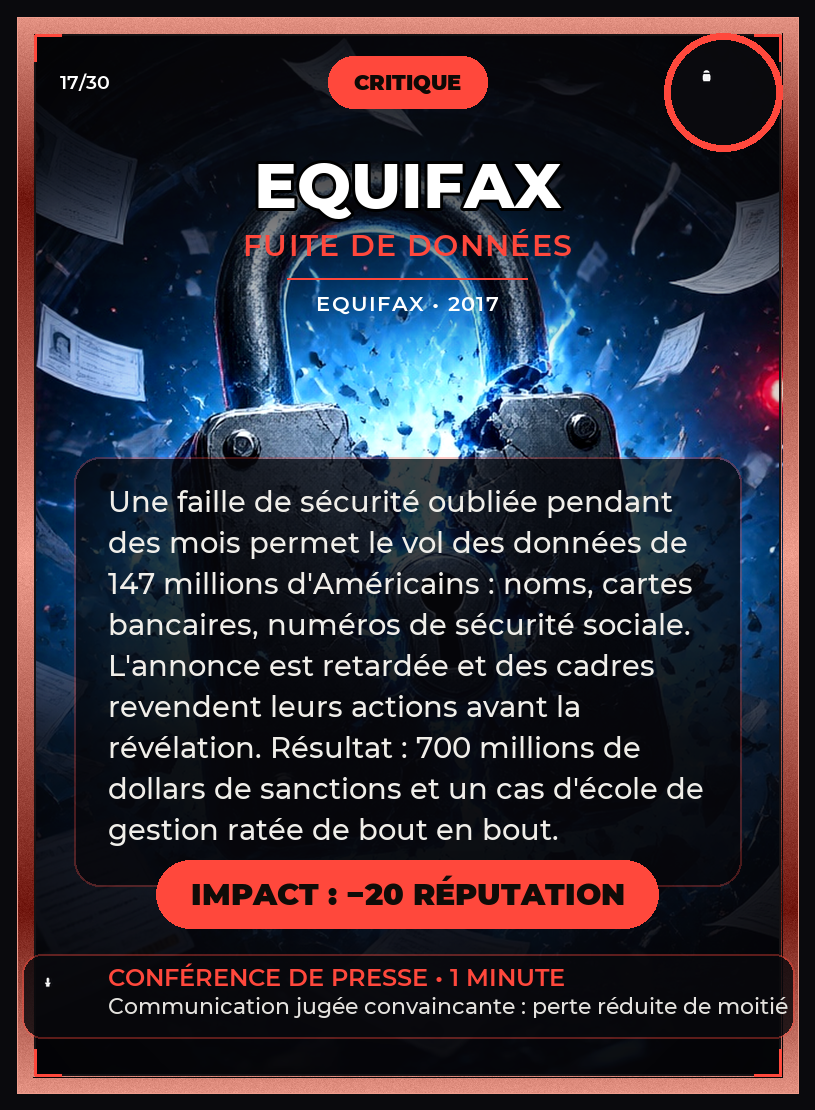 17/30
CRITIQUE
EQUIFAX
FUITE DE DONNÉES
EQUIFAX • 2017
Une faille de sécurité oubliée pendant
des mois permet le vol des données de
147 millions d'Américains : noms, cartes
bancaires, numéros de sécurité sociale.
L'annonce est retardée et des cadres
revendent leurs actions avant la
révélation. Résultat : 700 millions de
dollars de sanctions et un cas d'école de
gestion ratée de bout en bout.
IMPACT : −20 RÉPUTATION
CONFÉRENCE DE PRESSE • 1 MINUTE
Communication jugée convaincante : perte réduite de moitié